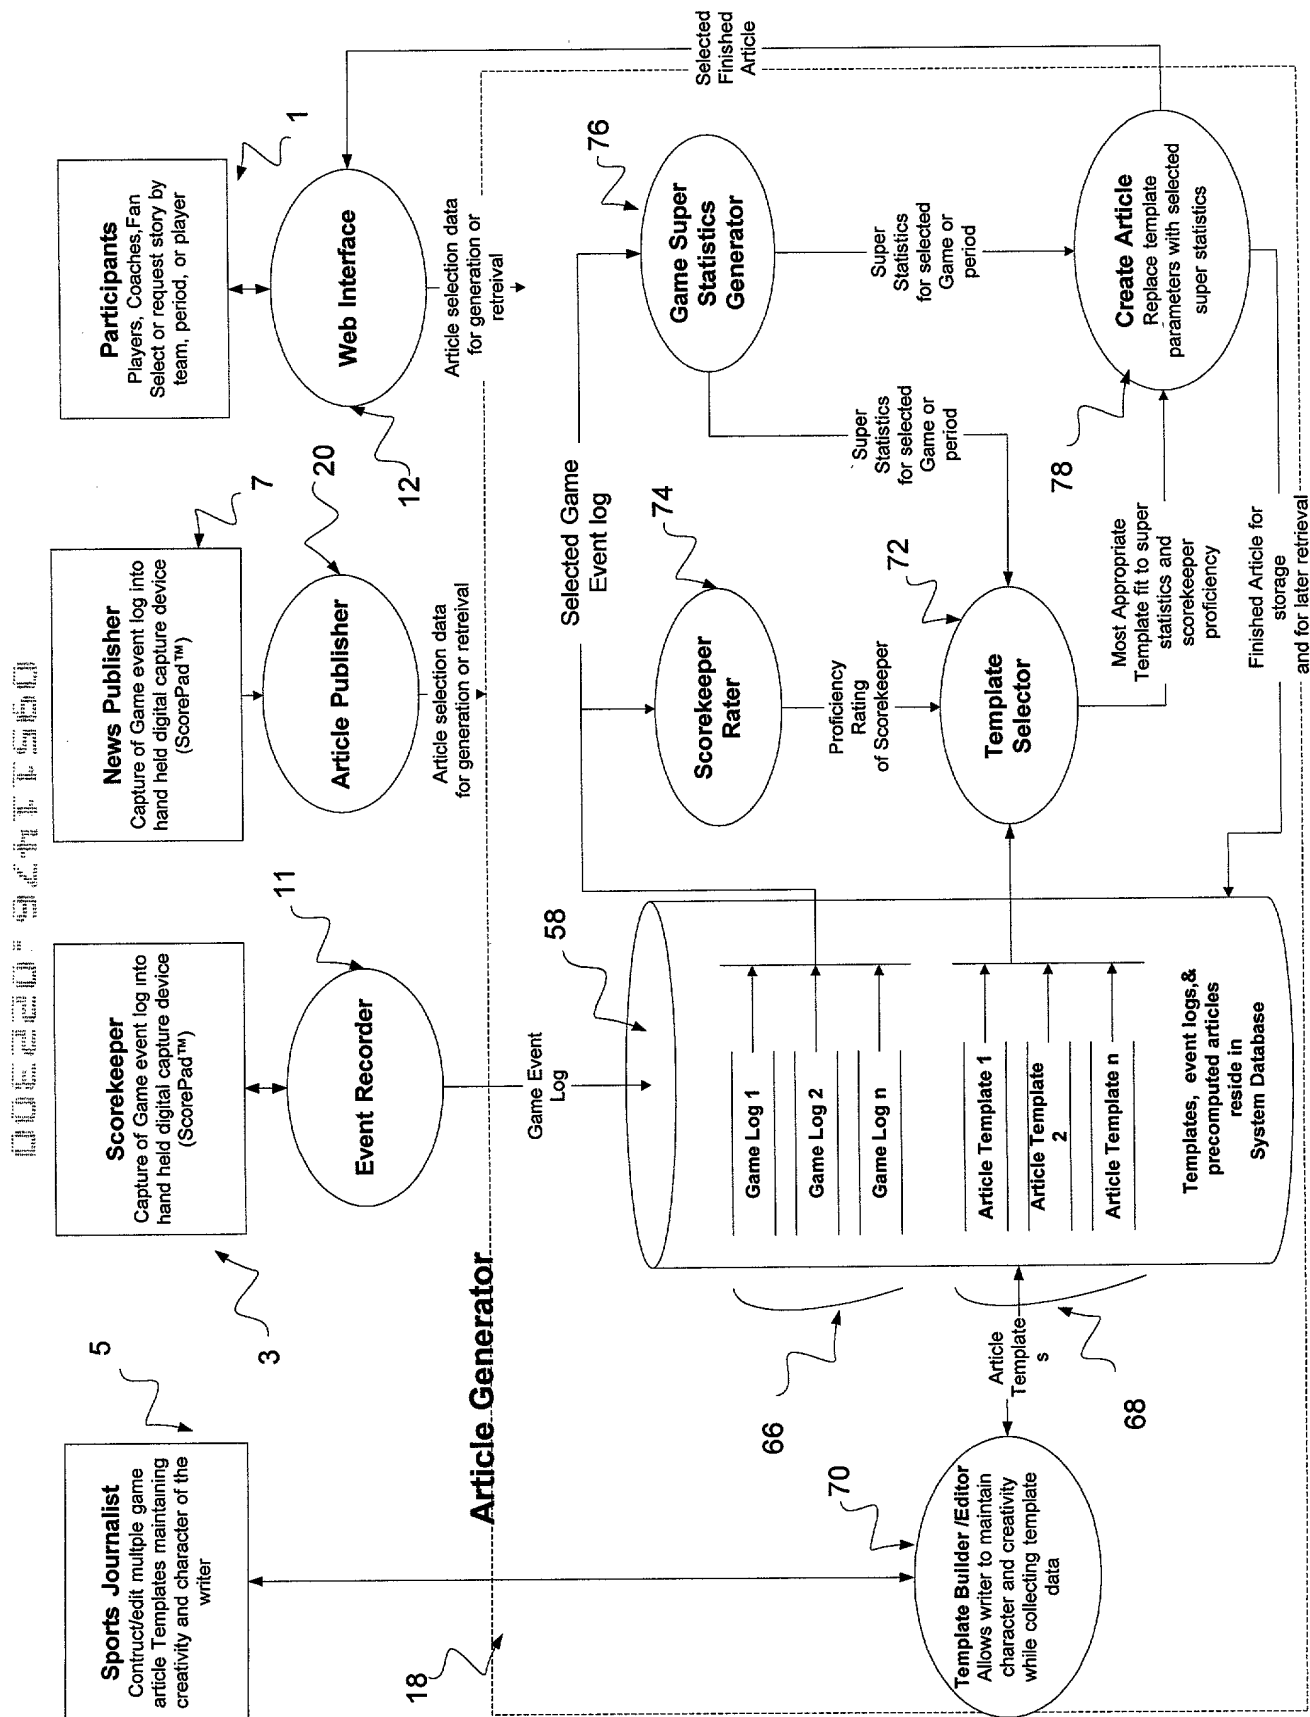 Sports Journalist
Contruct/edit multple game
article Templates maintaining
creativity and character of the
writer
5
Scorekeeper
Capture of Game event log into
hand held digital capture device
(ScorePad™)
3
News Publisher
Capture of Game event log into
hand held digital capture device
(ScorePad™)
7
Participants
Players, Coaches,Fan
Select or request story by
team, period, or player
1
Event Recorder
11
Article Publisher
20
Web Interface
12
Article Generator
18
Game Event
Log
Article selection data
for generation or retreival
Article selection data
for generation or
retreival
Selected
Finished
Article
58
Selected Game
Event log
Game Log 1
Game Log 2
Game Log n
66
Scorekeeper
Rater
74
Game Super
Statistics
Generator
76
Proficiency
Rating
of Scorekeeper
Super
Statistics
for selected
Game or
period
Super
Statistics
for selected
Game or
period
Template Builder /Editor
Allows writer to maintain
character and creativity
while collecting template
data
70
Article
Template
s
68
Article Template 1
Article Template
2
Article Template n
Template
Selector
72
Most Appropriate
Template fit to super
statistics and
scorekeeper
proficiency
Create Article
Replace template
parameters with selected
super statistics
78
Templates, event logs,&
precomputed articles
reside in
System Database
Finished Article for
storage
and for later retrieval